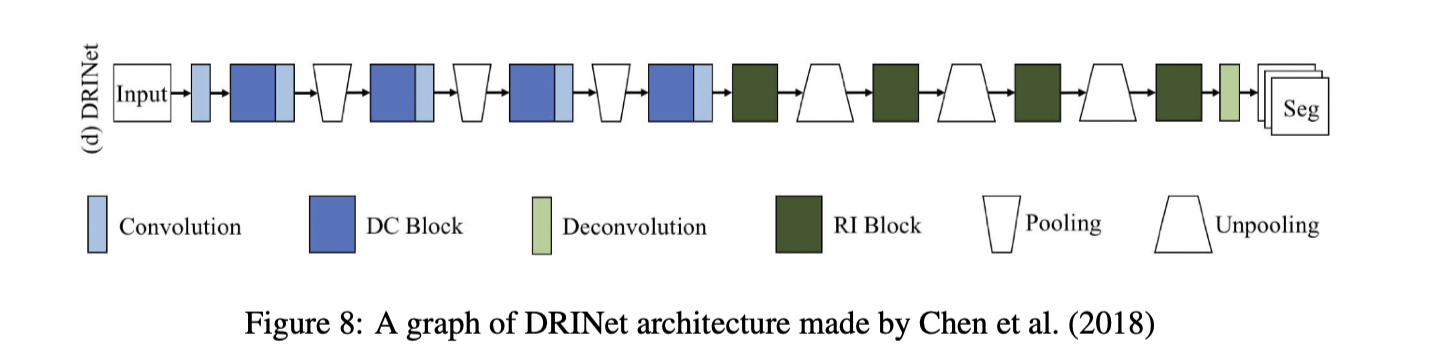 (d) DRINet
Input
Seg
Convolution
DC Block
Deconvolution
RI Block
Pooling
Unpooling
Figure 8: A graph of DRINet architecture made by Chen et al. (2018)